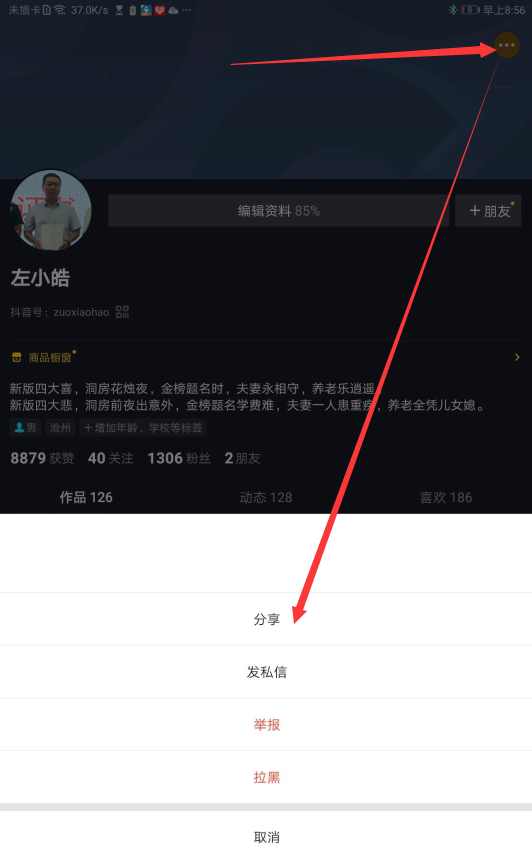 未插卡 37.0K/s ··· 早上8:56
编辑资料 85%
+ 朋友
左小皓
抖音号：zuoxiaohao
商品橱窗
新版四大喜，洞房花烛夜，金榜题名时，夫妻永相守，养老乐逍遥
新版四大悲，洞房前夜出意外，金榜题名学费难，夫妻一人患重疾，养老全凭儿女媳。
男 沧州 +增加年龄、学校等标签
8879 获赞 40 关注 1306 粉丝 2 朋友
作品 126 动态 128 喜欢 186
分享
发私信
举报
拉黑
取消